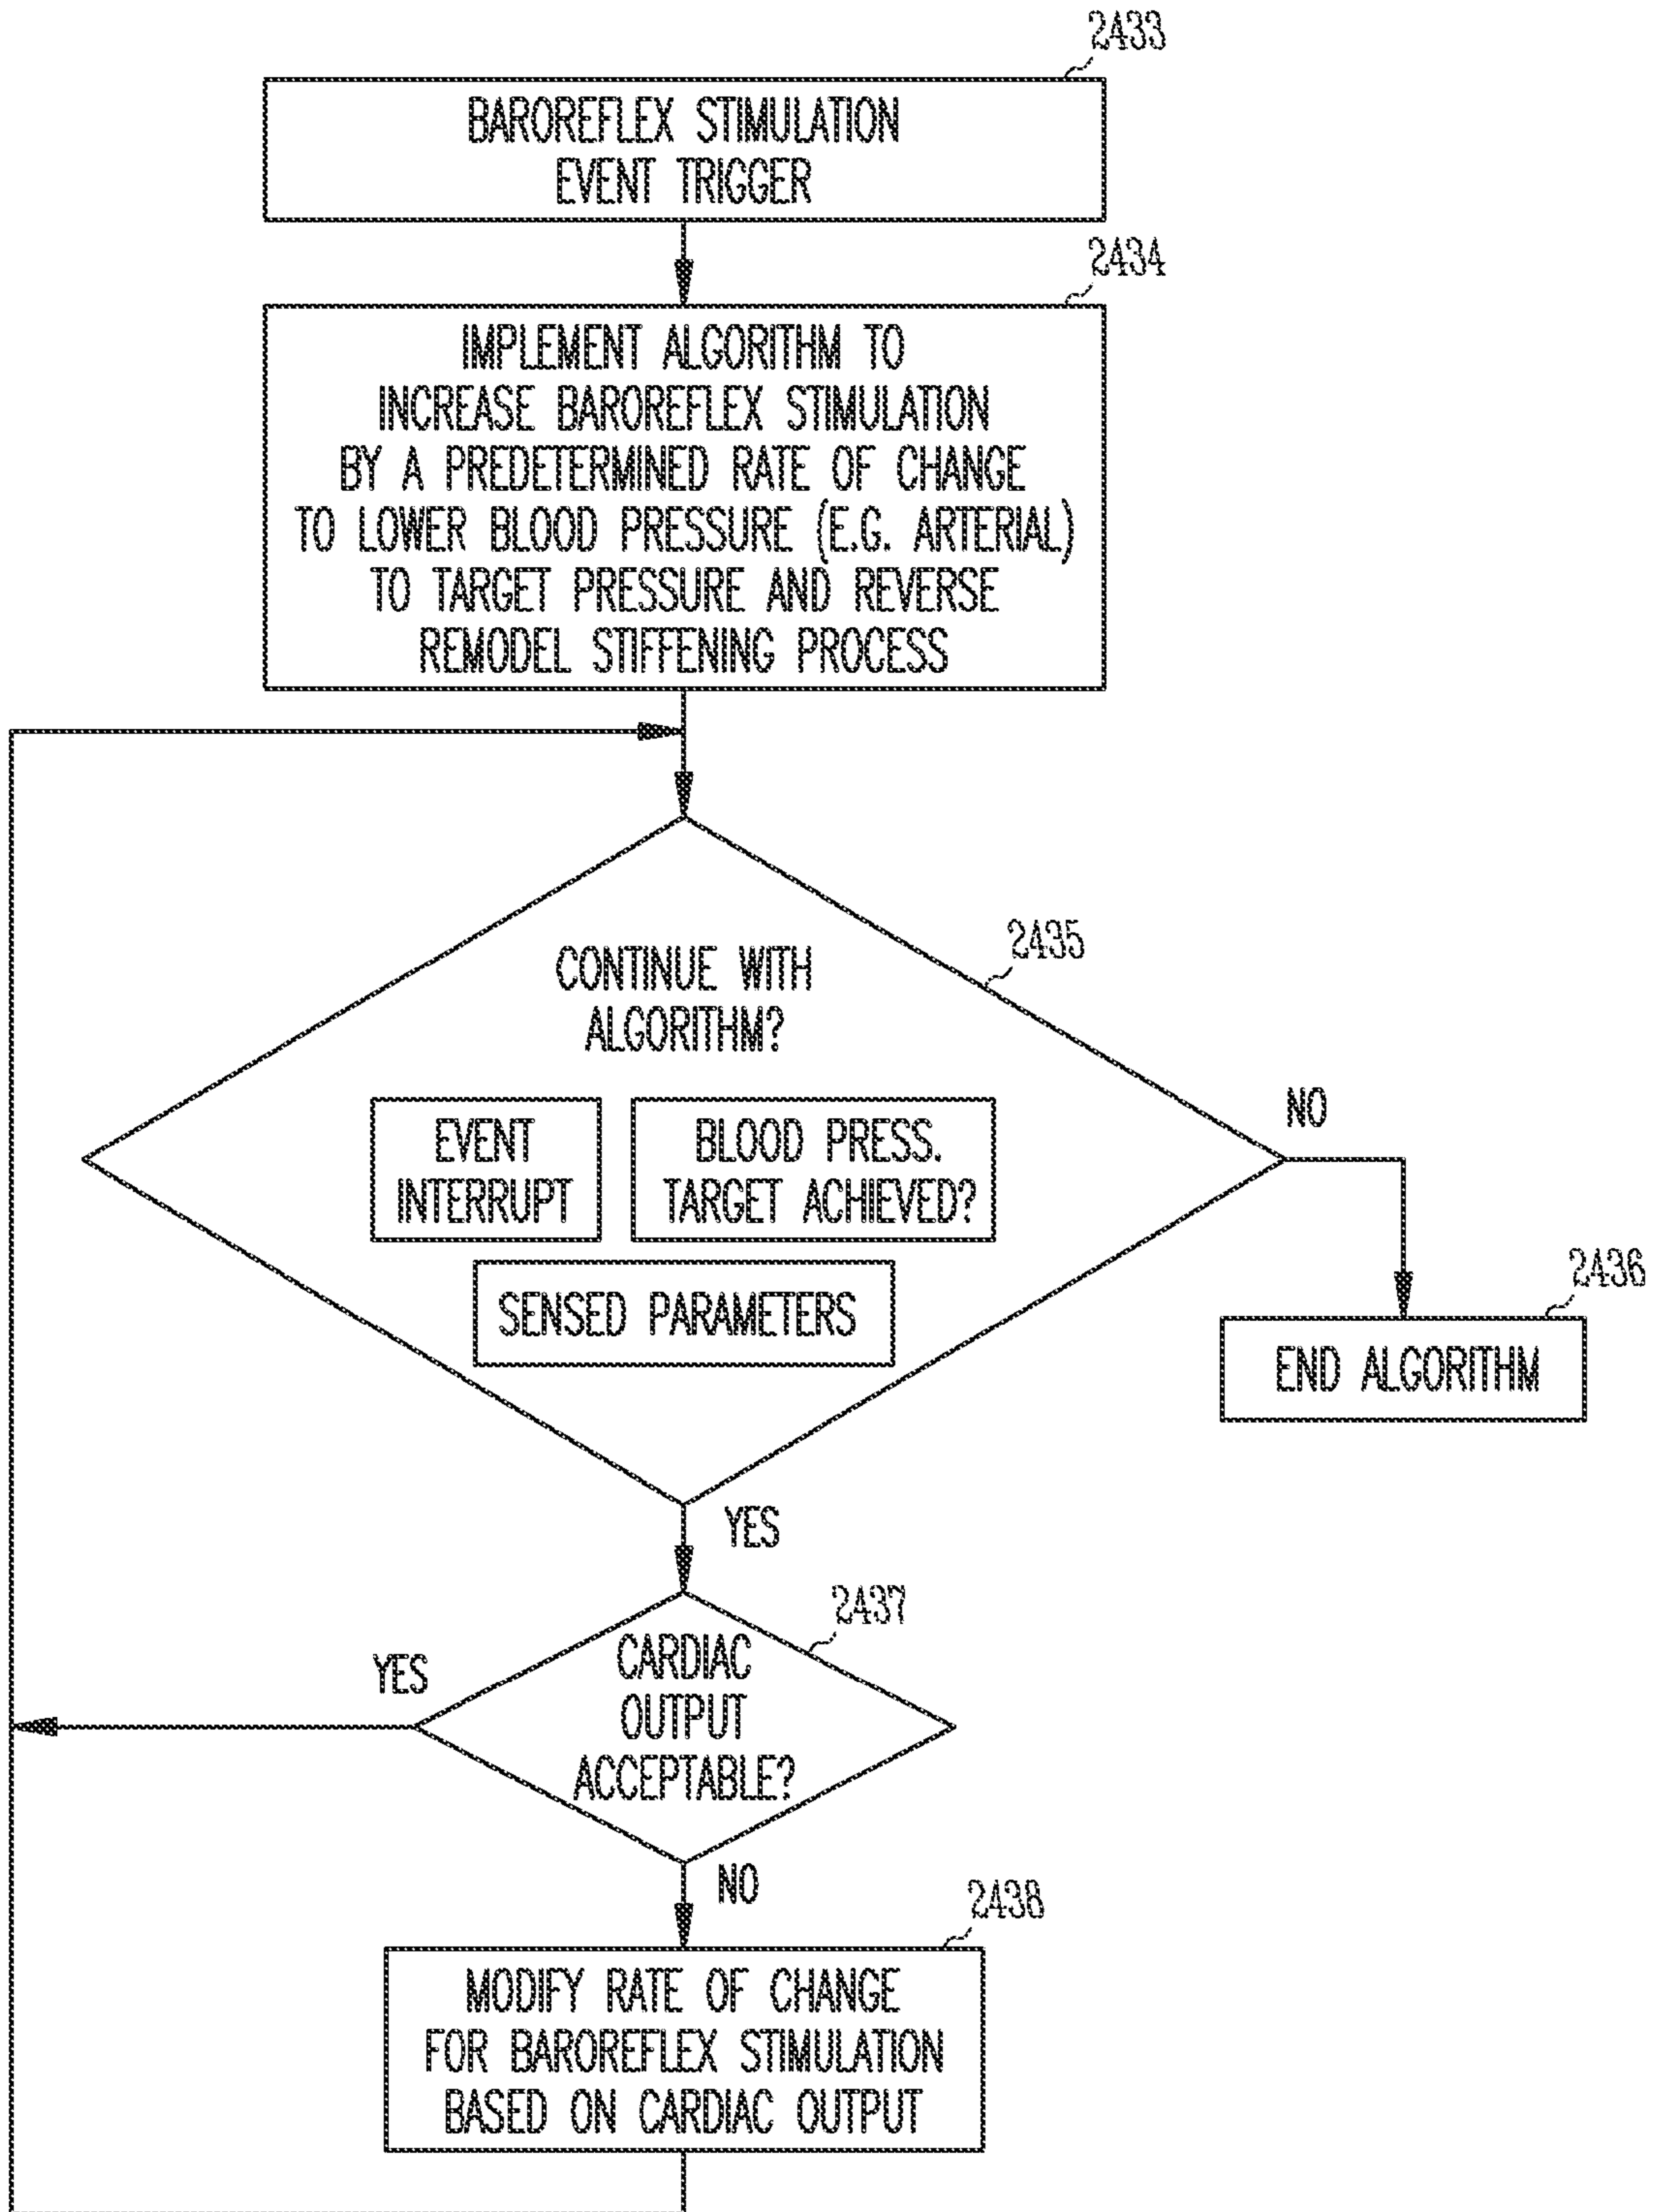 2433
BAROREFLEX STIMULATION
EVENT TRIGGER
2434
IMPLEMENT ALGORITHM TO
INCREASE BAROREFLEX STIMULATION
BY A PREDETERMINED RATE OF CHANGE
TO LOWER BLOOD PRESSURE (E.G. ARTERIAL)
TO TARGET PRESSURE AND REVERSE
REMODEL STIFFENING PROCESS
2435
CONTINUE WITH
ALGORITHM?
EVENT
INTERRUPT
BLOOD PRESS.
TARGET ACHIEVED?
SENSED PARAMETERS
NO
2436
END ALGORITHM
YES
2437
CARDIAC
OUTPUT
ACCEPTABLE?
YES
NO
2438
MODIFY RATE OF CHANGE
FOR BAROREFLEX STIMULATION
BASED ON CARDIAC OUTPUT